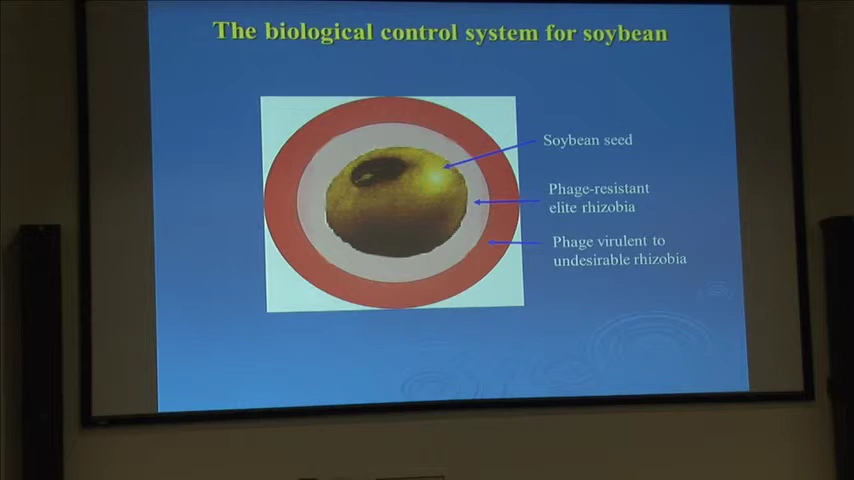 The biological control system for soybean
Soybean seed
Phage-resistant
elite rhizobia
Phage virulent to
undesirable rhizobia